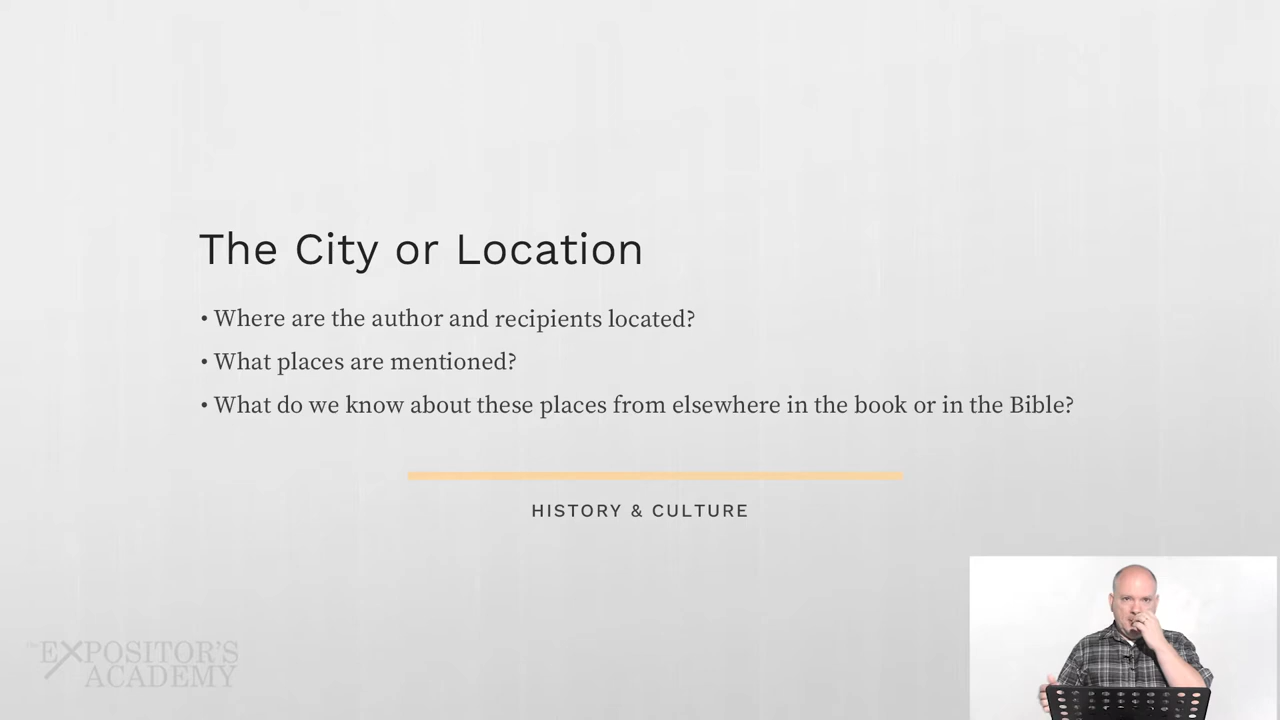 The City or Location
• Where are the author and recipients located?
• What places are mentioned?
• What do we know about these places from elsewhere in the book or in the Bible?
HISTORY & CULTURE
the EXPOSITOR'S
ACADEMY